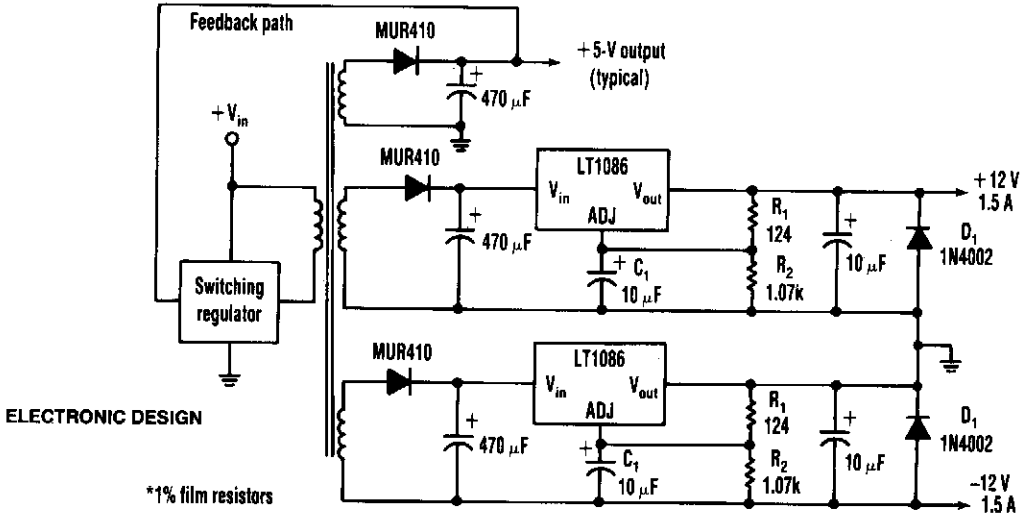 Feedback path
MUR410
+
470 μF
+5-V output
(typical)
+V_in
MUR410
+
470 μF
LT1086
V_in
V_out
ADJ
+
C_1
10 μF
R_1
124
R_2
1.07k
+
10 μF
D_1
1N4002
+12 V
1.5 A
Switching
regulator
MUR410
+
470 μF
LT1086
V_in
V_out
ADJ
+
C_1
10 μF
R_1
124
R_2
1.07k
+
10 μF
D_1
1N4002
−12 V
1.5 A
ELECTRONIC DESIGN
*1% film resistors